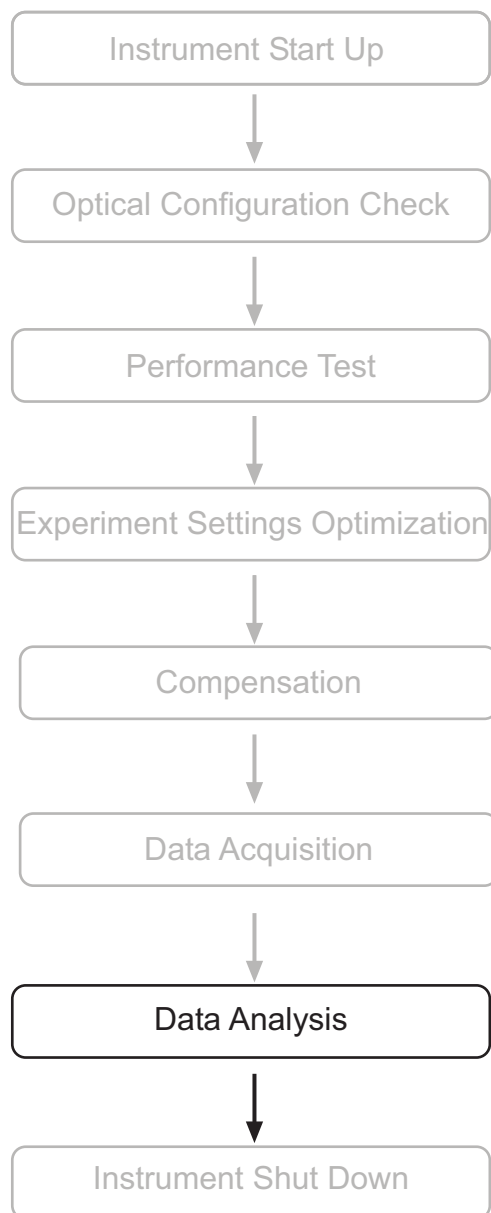 Instrument Start Up
Optical Configuration Check
Performance Test
Experiment Settings Optimization
Compensation
Data Acquisition
Data Analysis
Instrument Shut Down